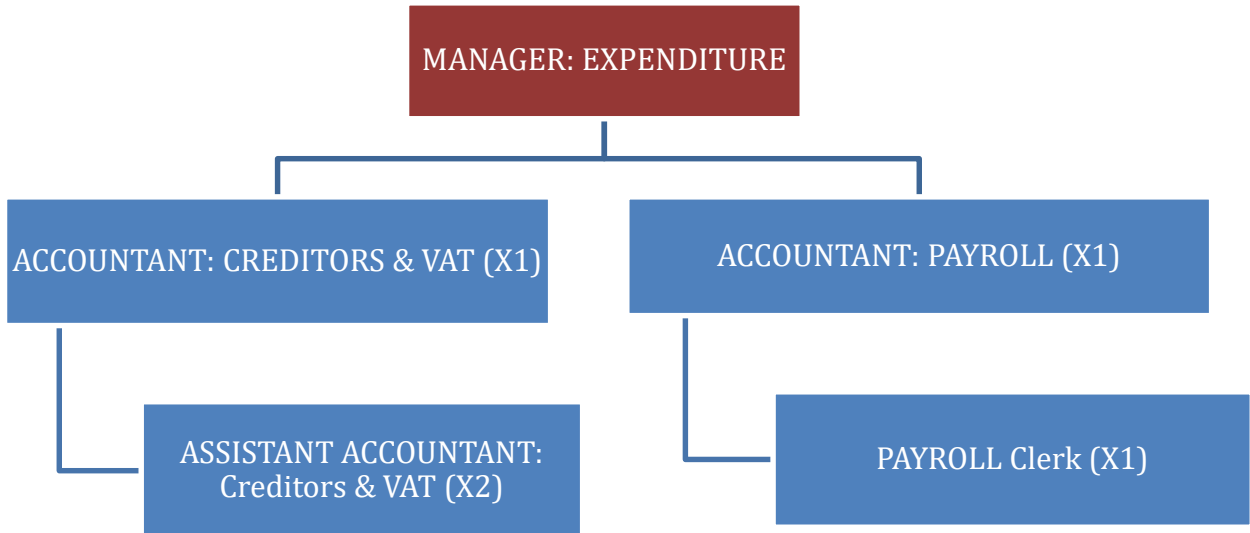 MANAGER: EXPENDITURE
ACCOUNTANT: CREDITORS & VAT (X1)
ACCOUNTANT: PAYROLL (X1)
ASSISTANT ACCOUNTANT:
Creditors & VAT (X2)
PAYROLL Clerk (X1)